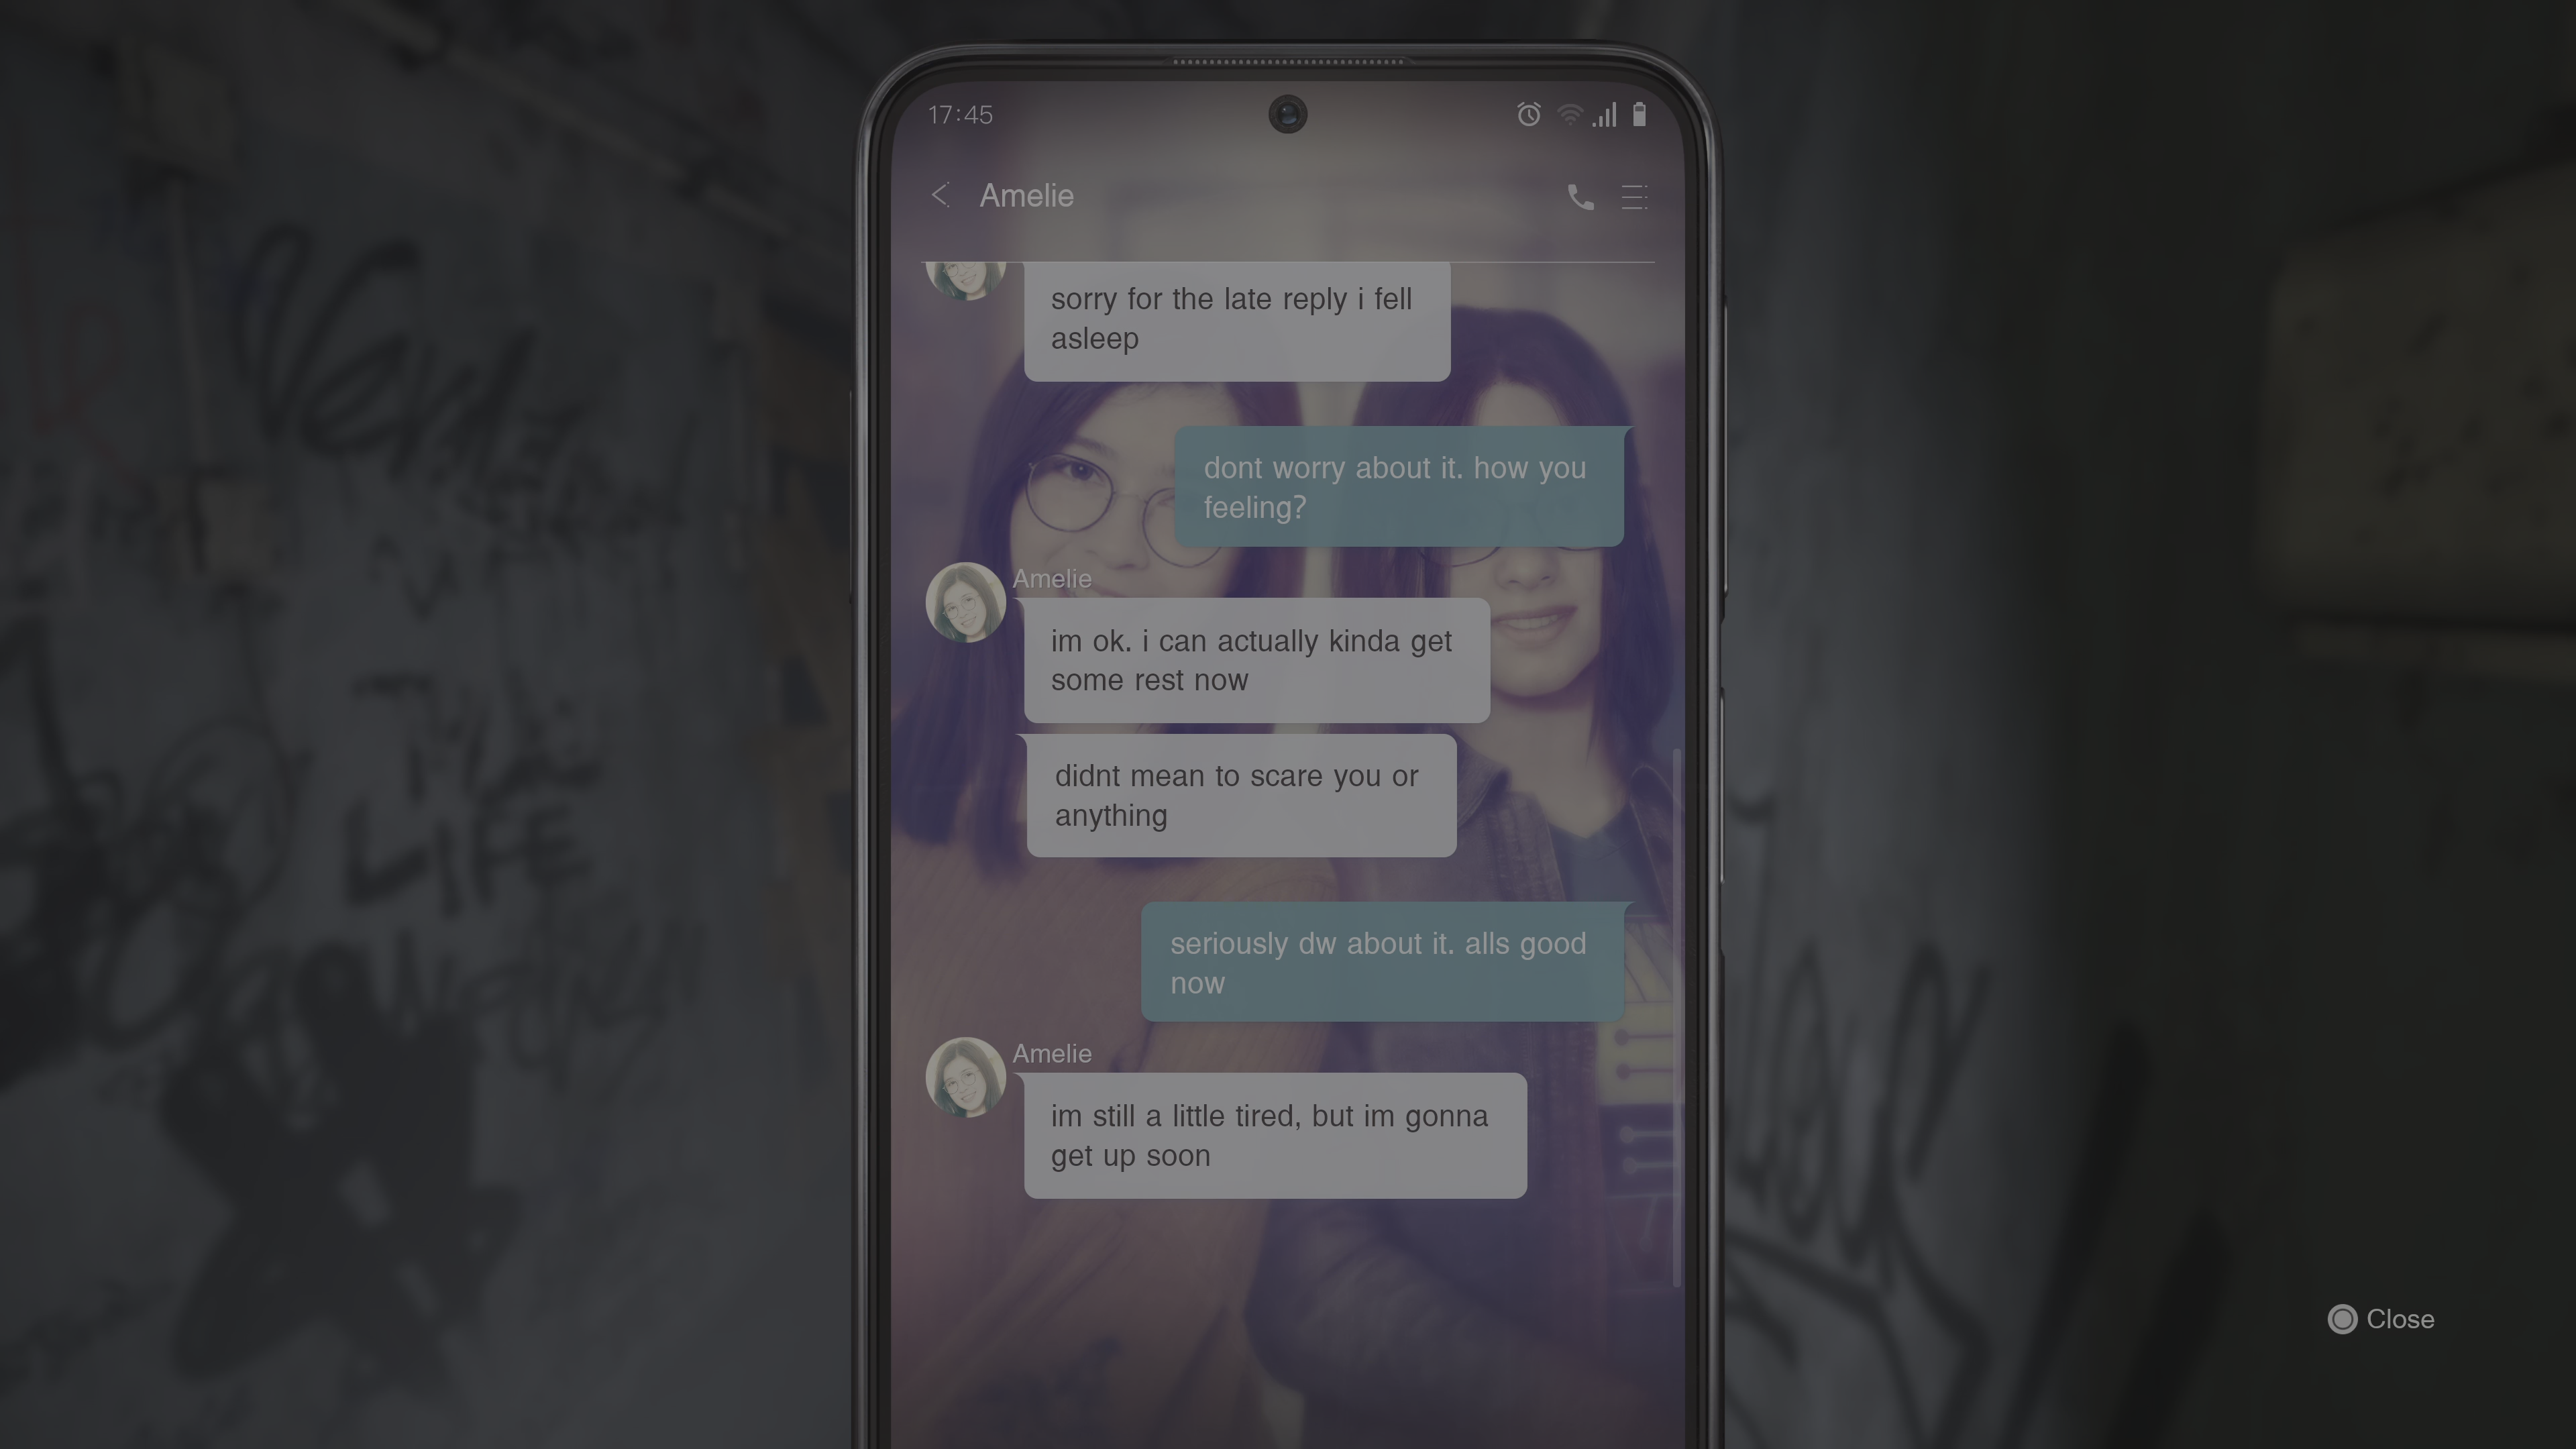 17:45
Amelie
sorry for the late reply i fell
asleep
dont worry about it. how you
feeling?
Amelie
im ok. i can actually kinda get
some rest now
didnt mean to scare you or
anything
seriously dw about it. alls good
now
Amelie
im still a little tired, but im gonna
get up soon
THE
LIFE
Close